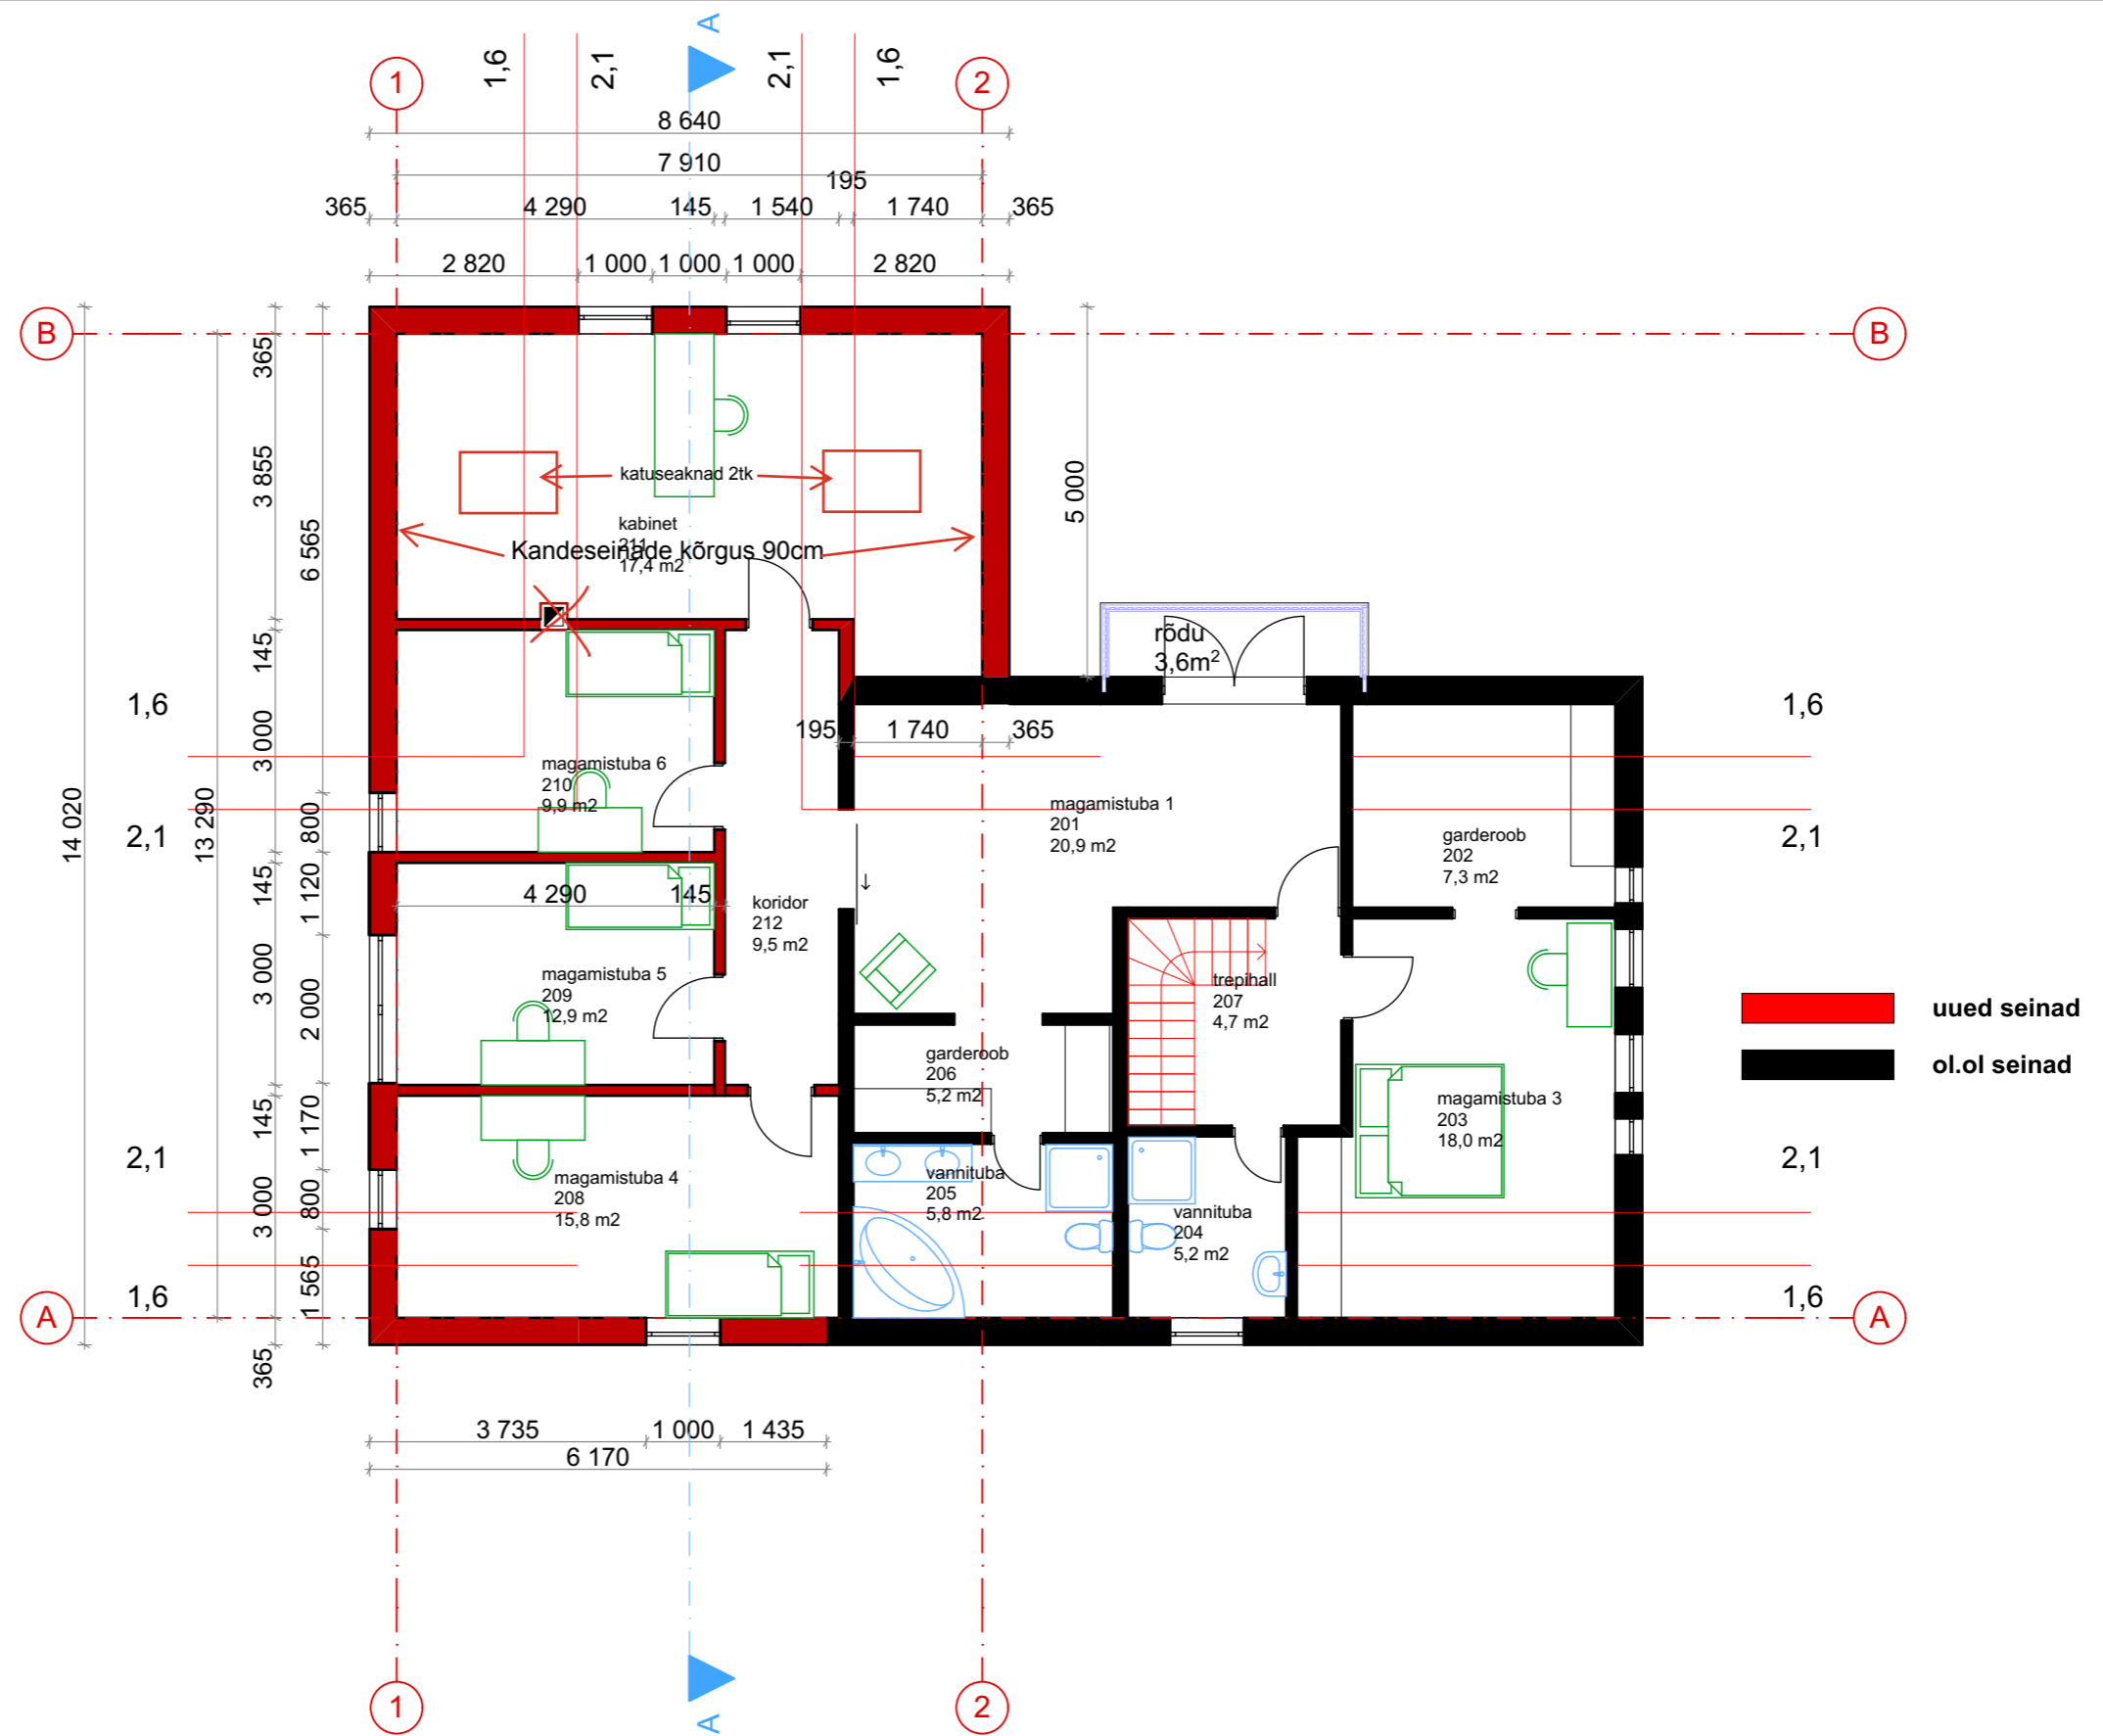 A
1,6
2,1
2,1
1,6
1
2
8 640
7 910
195
365
4 290
145
1 540
1 740
365
2 820
1 000
1 000
1 000
2 820
B
B
365
3 855
6 565
5 000
katuseaknad 2tk
kabinet
211
17,4 m2
Kandeseinade kõrgus 90cm
rõdu
3,6m²
145
1,6
1,6
195
1 740
365
3 000
magamistuba 6
210
9,9 m2
magamistuba 1
201
20,9 m2
14 020
13 290
800
2,1
2,1
garderoob
202
7,3 m2
145
1 120
4 290
145
koridor
212
9,5 m2
3 000
2 000
magamistuba 5
209
12,9 m2
trepihall
207
4,7 m2
uued seinad
ol.ol seinad
garderoob
206
5,2 m2
145
1 170
magamistuba 3
203
18,0 m2
2,1
2,1
magamistuba 4
208
15,8 m2
vannituba
205
5,8 m2
vannituba
204
5,2 m2
3 000
800
1,6
1,6
1 565
A
A
365
3 735
1 000
1 435
6 170
1
2
A